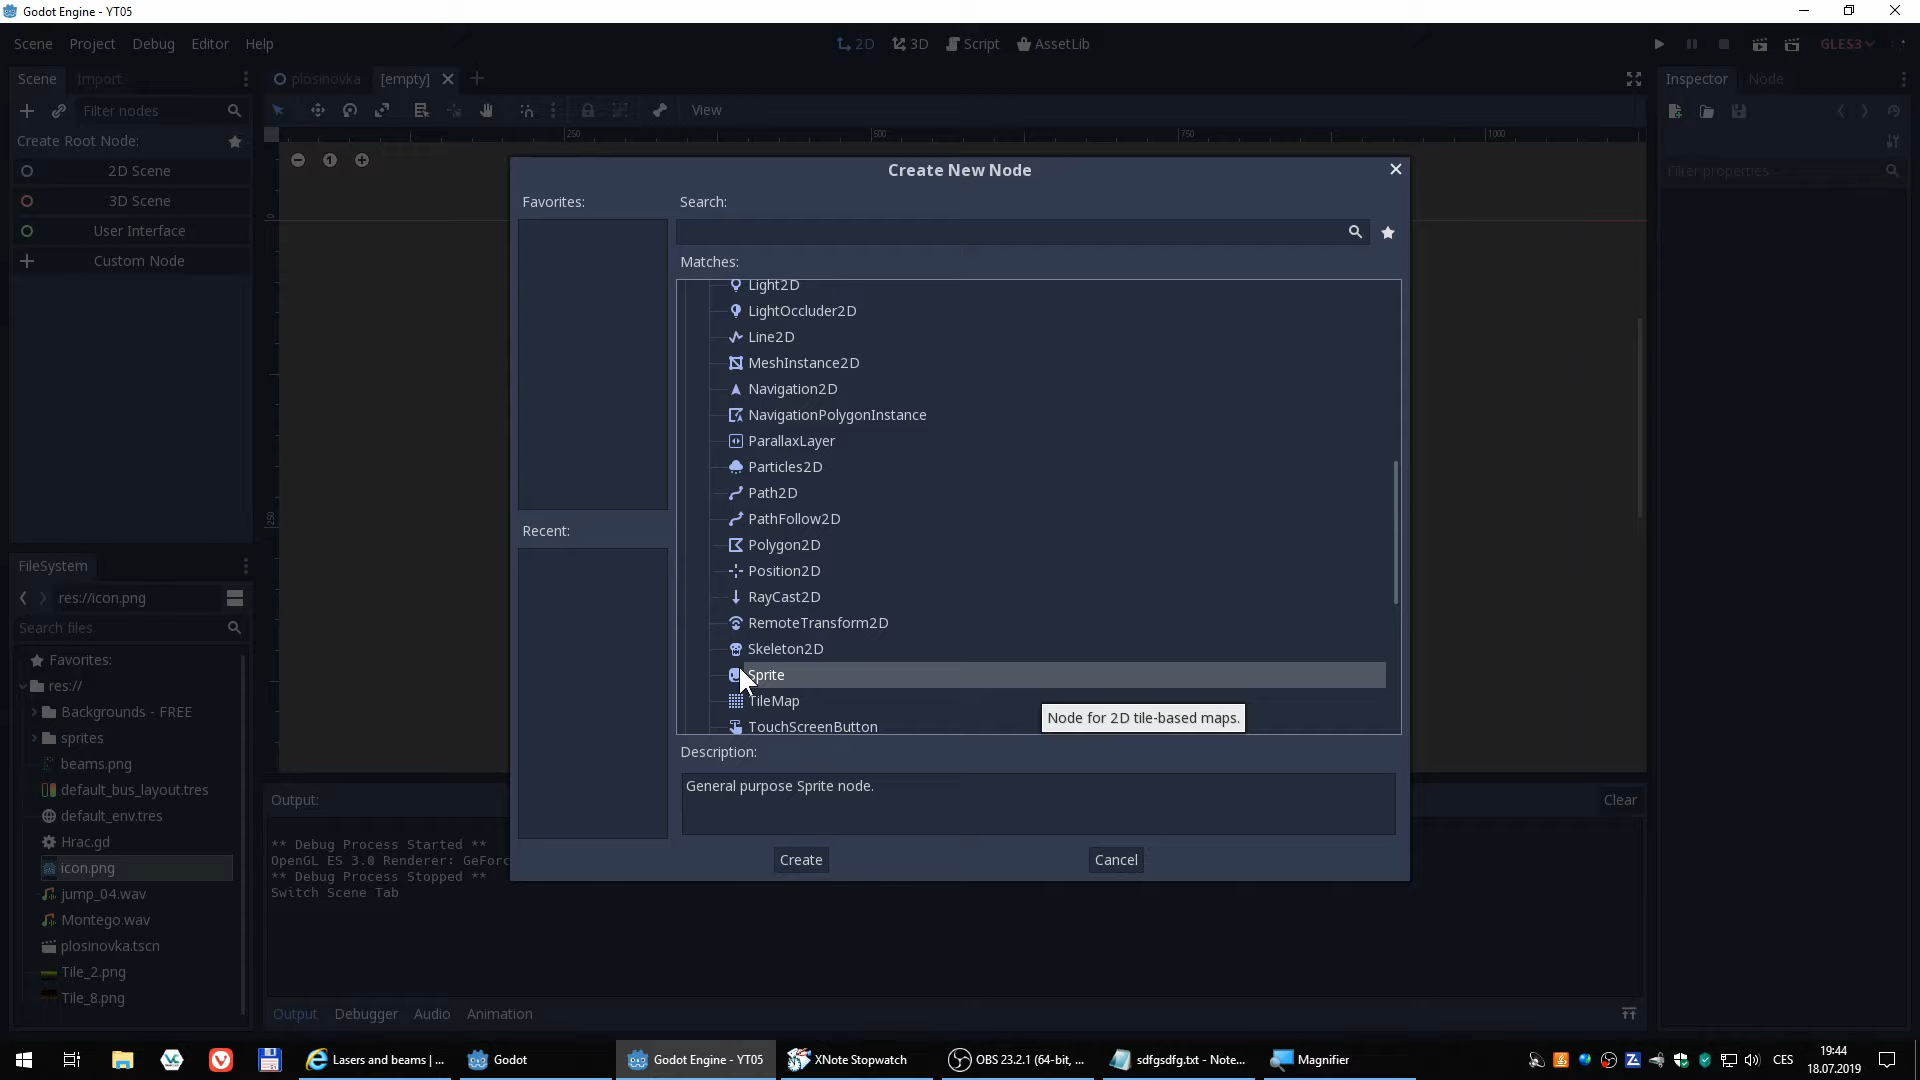 Godot Engine - YT05
Scene Project Debug Editor Help
2D 3D Script AssetLib
GLES3
Scene Import
plosinovka [empty]
Inspector Node
Filter nodes
View
Create Root Node:
2D Scene
3D Scene
User Interface
Custom Node
250 500 750 1000
0
250
Filter properties
Create New Node
Favorites:
Search:
Matches:
Light2D
LightOccluder2D
Line2D
MeshInstance2D
Navigation2D
NavigationPolygonInstance
ParallaxLayer
Particles2D
Path2D
PathFollow2D
Polygon2D
Position2D
RayCast2D
RemoteTransform2D
Skeleton2D
Sprite
TileMap
TouchScreenButton
Node for 2D tile-based maps.
Recent:
Description:
General purpose Sprite node.
Create
Cancel
FileSystem
res://icon.png
Search files
Favorites:
res://
Backgrounds - FREE
sprites
beams.png
default_bus_layout.tres
default_env.tres
Hrac.gd
icon.png
jump_04.wav
Montego.wav
plosinovka.tscn
Tile_2.png
Tile_8.png
Output:
Clear
** Debug Process Started **
OpenGL ES 3.0 Renderer: GeForc
** Debug Process Stopped **
Switch Scene Tab
Output Debugger Audio Animation
Lasers and beams | ...
Godot
Godot Engine - YT05
XNote Stopwatch
OBS 23.2.1 (64-bit, ...
sdfgsdfg.txt - Note...
Magnifier
CES
19:44
18.07.2019